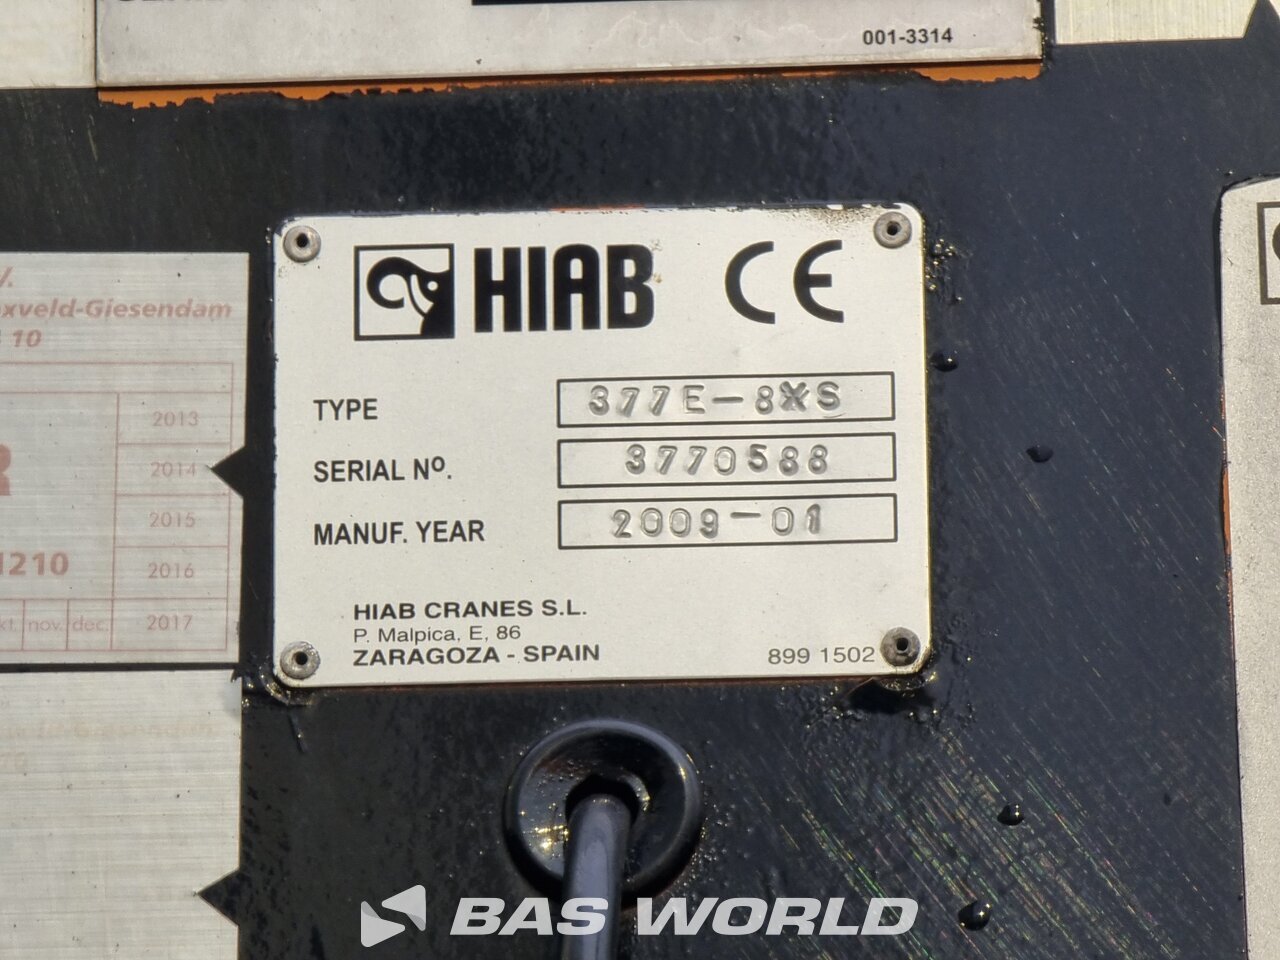 001-3314
HIAB CE
TYPE 377E-8XS
SERIAL Nº. 3770588
MANUF. YEAR 2009-01
HIAB CRANES S.L.
P. Malpica, E, 86
ZARAGOZA - SPAIN
899 1502
xveld-Giesendam
10
2013
2014
2015
1210
2016
nov. dec. 2017
BAS WORLD